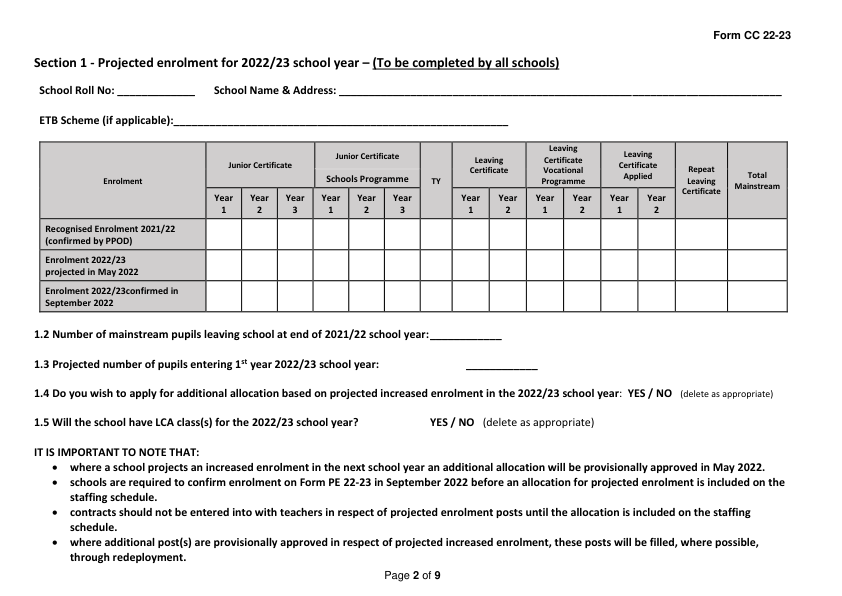 Form CC 22-23
Section 1 - Projected enrolment for 2022/23 school year – (To be completed by all schools)
School Roll No: _____________ School Name & Address: __________________________________________________________________________
ETB Scheme (if applicable):________________________________________________________
Enrolment
Junior Certificate
Junior Certificate
Schools Programme
TY
Leaving
Certificate
Leaving
Certificate
Vocational
Programme
Leaving
Certificate
Applied
Repeat
Leaving
Certificate
Total
Mainstream
Year Year Year Year Year Year Year Year Year Year Year Year
1 2 3 1 2 3 1 2 1 2 1 2
Recognised Enrolment 2021/22
(confirmed by PPOD)
Enrolment 2022/23
projected in May 2022
Enrolment 2022/23confirmed in
September 2022
1.2 Number of mainstream pupils leaving school at end of 2021/22 school year:____________
1.3 Projected number of pupils entering 1st year 2022/23 school year: ____________
1.4 Do you wish to apply for additional allocation based on projected increased enrolment in the 2022/23 school year: YES / NO (delete as appropriate)
1.5 Will the school have LCA class(s) for the 2022/23 school year? YES / NO (delete as appropriate)
IT IS IMPORTANT TO NOTE THAT:
• where a school projects an increased enrolment in the next school year an additional allocation will be provisionally approved in May 2022.
• schools are required to confirm enrolment on Form PE 22-23 in September 2022 before an allocation for projected enrolment is included on the
staffing schedule.
• contracts should not be entered into with teachers in respect of projected enrolment posts until the allocation is included on the staffing
schedule.
• where additional post(s) are provisionally approved in respect of projected increased enrolment, these posts will be filled, where possible,
through redeployment.
Page 2 of 9